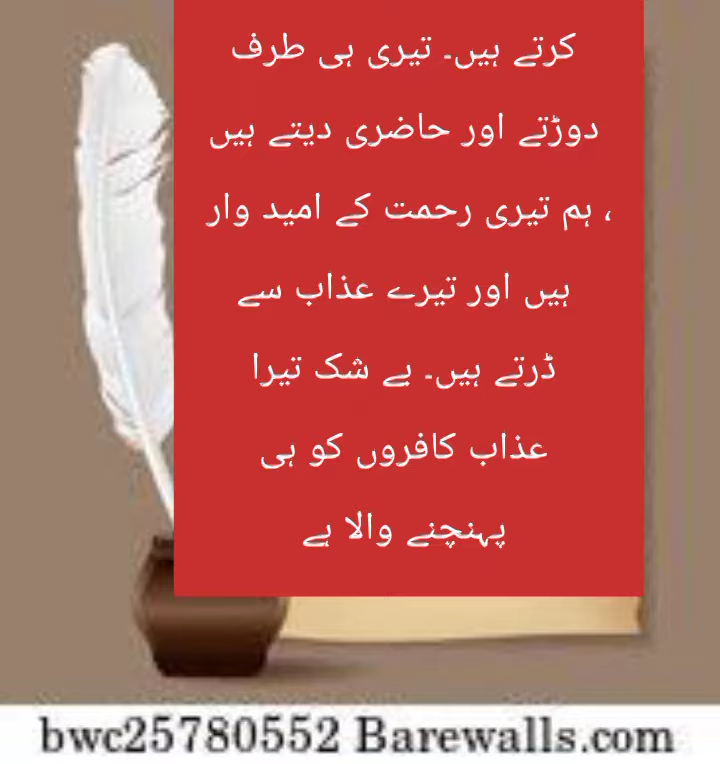 کرتے ہیں۔ تیری ہی طرف
دوڑتے اور حاضری دیتے ہیں
، ہم تیری رحمت کے امید وار
ہیں اور تیرے عذاب سے
ڈرتے ہیں۔ بے شک تیرا
عذاب کافروں کو ہی
پہنچنے والا ہے
bwc25780552 Barewalls.com